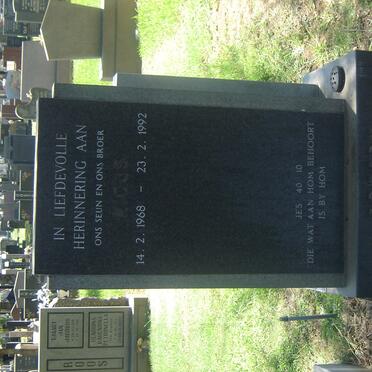 IN LIEFDEVOLLE
HERINNERING AAN
ONS SEUN EN ONS BROER
14. 2. 1968 – 23. 2. 1992
JES 40 10
DIE WAT AAN HOM BEHOORT
IS BY HOM
ROOS